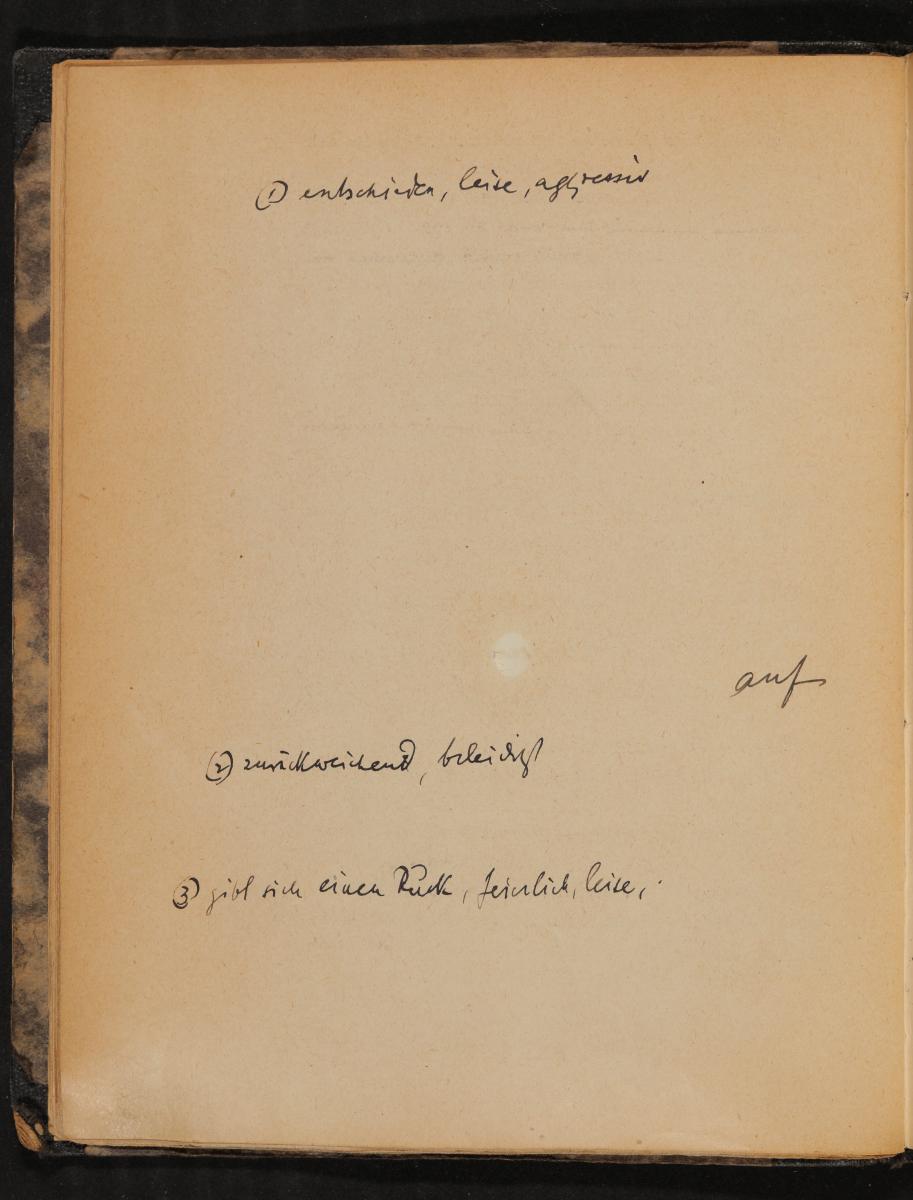 ① entschieden, leise, aggressiv
auf
② zurückweichend, beleidigt
③ gibt sich einen Ruck, feierlich, leise,